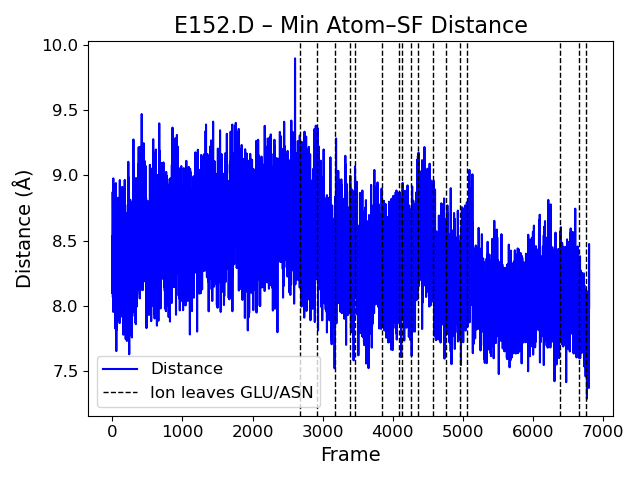 E152.D – Min Atom–SF Distance
10.0
9.5
9.0
8.5
8.0
7.5
Distance (Å)
Distance
Ion leaves GLU/ASN
0 1000 2000 3000 4000 5000 6000 7000
Frame